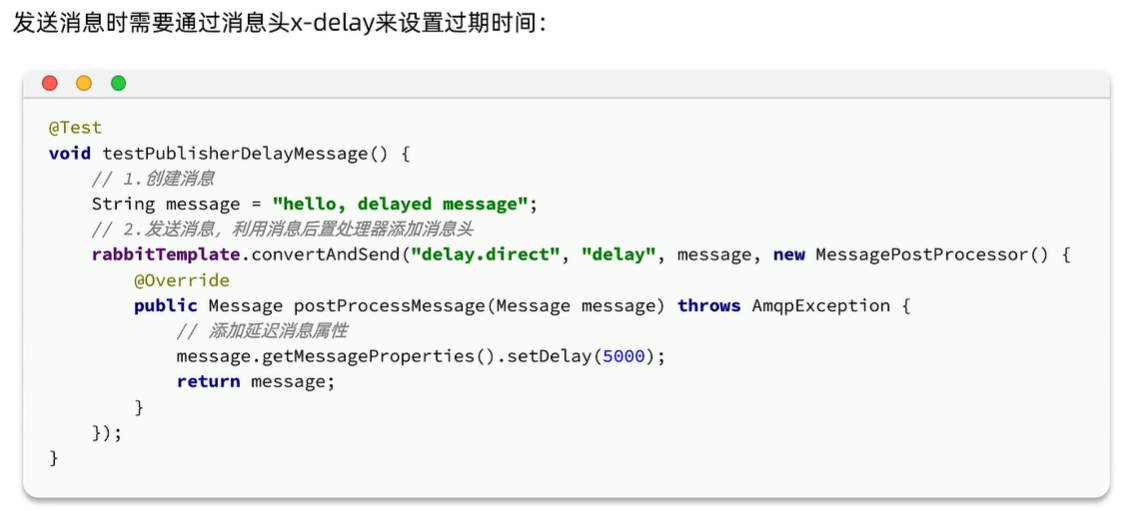 发送消息时需要通过消息头x-delay来设置过期时间：
@Test
void testPublisherDelayMessage() {
    // 1.创建消息
    String message = "hello, delayed message";
    // 2.发送消息，利用消息后置处理器添加消息头
    rabbitTemplate.convertAndSend("delay.direct", "delay", message, new MessagePostProcessor() {
        @Override
        public Message postProcessMessage(Message message) throws AmqpException {
            // 添加延迟消息属性
            message.getMessageProperties().setDelay(5000);
            return message;
        }
    });
}